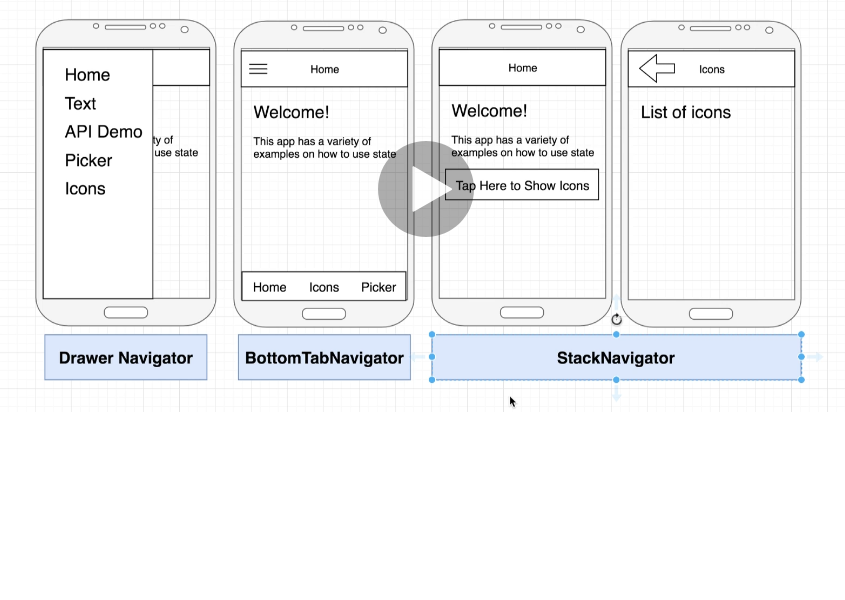 Home
Text
API Demo
Picker
Icons
ty of
use state
Home
Welcome!
This app has a variety of
examples on how to use state
Home Icons Picker
Home
Welcome!
This app has a variety of
examples on how to use state
Tap Here to Show Icons
Icons
List of icons
Drawer Navigator
BottomTabNavigator
StackNavigator